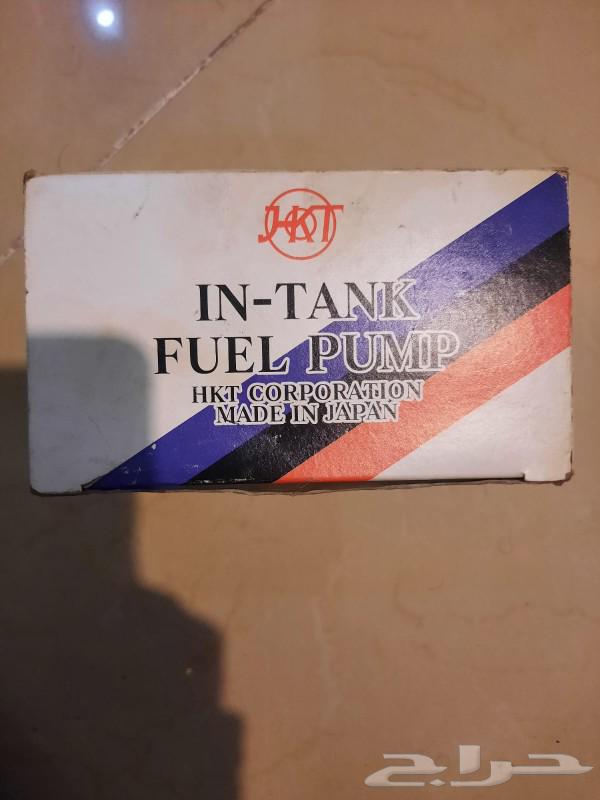 HKT
IN-TANK
FUEL PUMP
HKT CORPORATION
MADE IN JAPAN
حراج